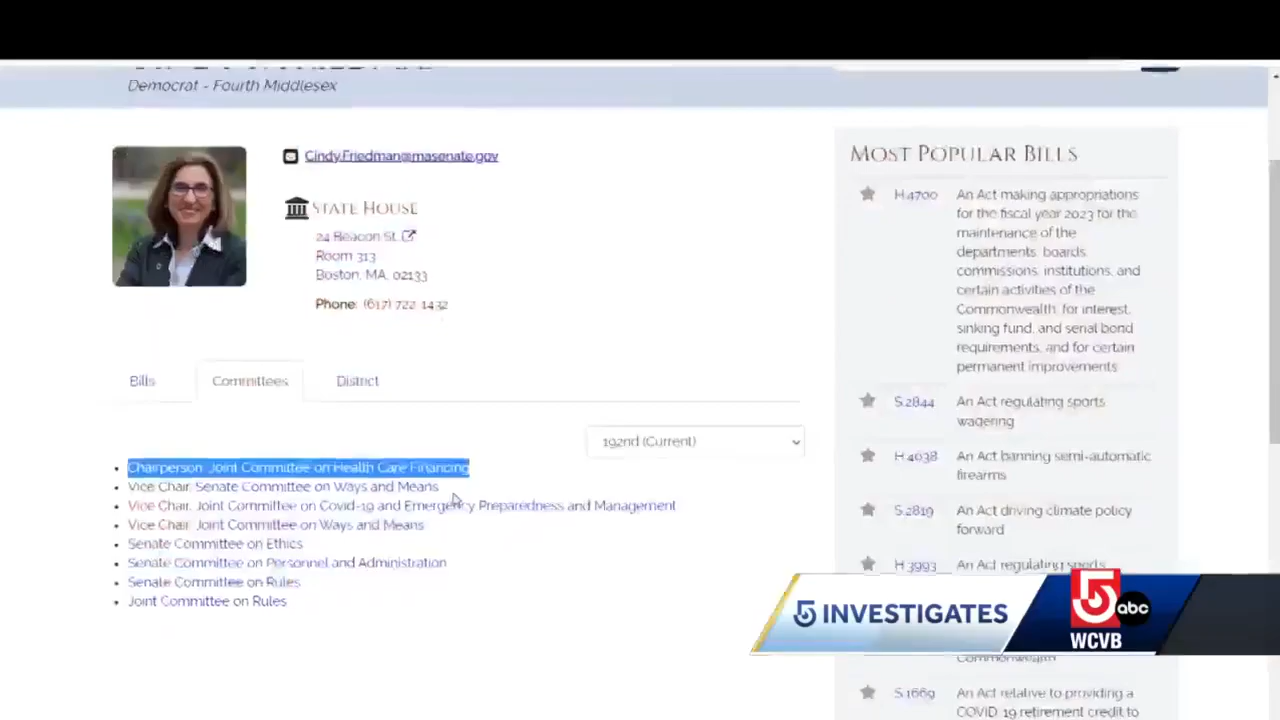 Democrat - Fourth Middlesex
Cindy.Friedman@masenate.gov
STATE HOUSE
24 Beacon St.
Room 313
Boston, MA, 02133
Phone: (617) 722-1432
Bills
Committees
District
192nd (Current)
Chairperson, Joint Committee on Health Care Financing
Vice Chair, Senate Committee on Ways and Means
Vice Chair, Joint Committee on Covid-19 and Emergency Preparedness and Management
Vice Chair, Joint Committee on Ways and Means
Senate Committee on Ethics
Senate Committee on Personnel and Administration
Senate Committee on Rules
Joint Committee on Rules
MOST POPULAR BILLS
H.4700 An Act making appropriations
for the fiscal year 2023 for the
maintenance of the
departments, boards,
commissions, institutions, and
certain activities of the
Commonwealth, for interest,
sinking fund, and serial bond
requirements, and for certain
permanent improvements
S.2844 An Act regulating sports
wagering
H.4038 An Act banning semi-automatic
firearms
S.2819 An Act driving climate policy
forward
H.3993 An Act regulating sports
Commonwealth
S.1669 An Act relative to providing a
COVID-19 retirement credit to
5 INVESTIGATES
5 abc
WCVB